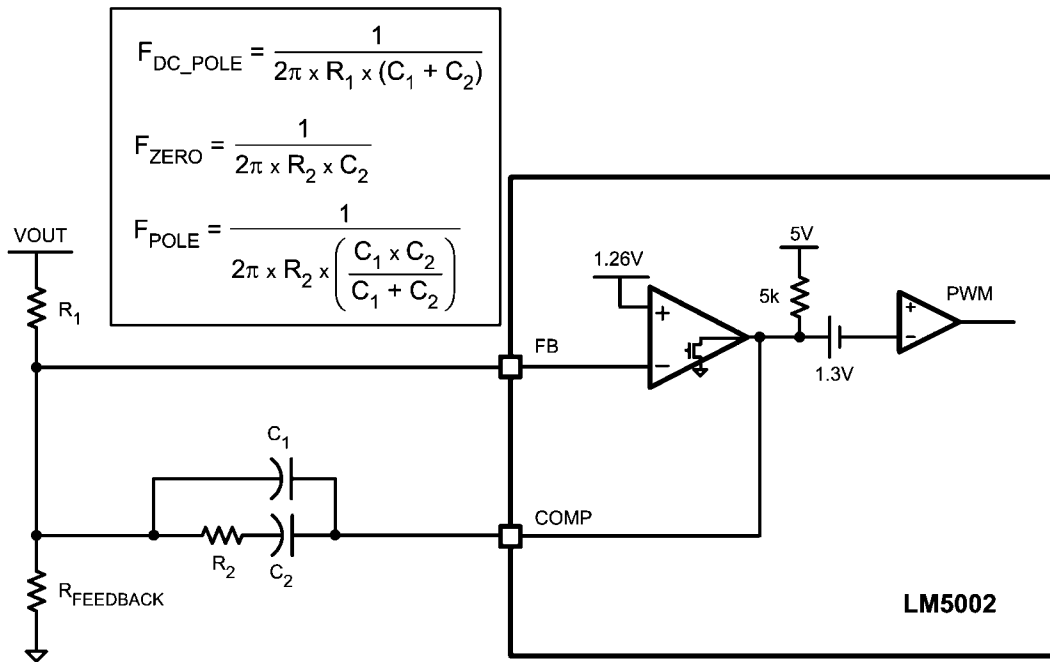 F_DC_POLE = 1 / (2π x R₁ x (C₁ + C₂))
F_ZERO = 1 / (2π x R₂ x C₂)
F_POLE = 1 / (2π x R₂ x ((C₁ x C₂) / (C₁ + C₂)))
VOUT
R₁
1.26V
5V
5k
PWM
+
−
+
−
1.3V
FB
C₁
R₂
C₂
COMP
R_FEEDBACK
LM5002